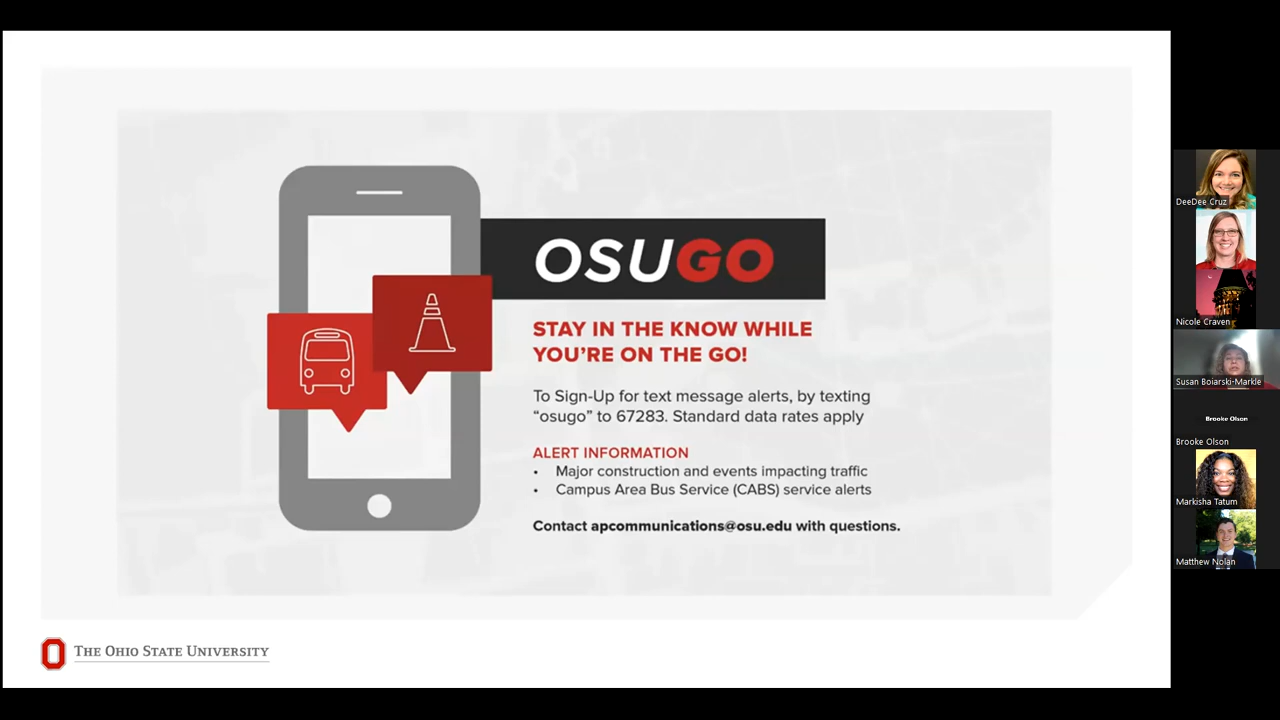 OSUGO
STAY IN THE KNOW WHILE
YOU'RE ON THE GO!
To Sign-Up for text message alerts, by texting
“osugo” to 67283. Standard data rates apply
ALERT INFORMATION
• Major construction and events impacting traffic
• Campus Area Bus Service (CABS) service alerts
Contact apcommunications@osu.edu with questions.
THE OHIO STATE UNIVERSITY
DeeDee Cruz
Nicole Craven
Susan Boiarski-Markle
Brooke Olson
Brooke Olson
Markisha Tatum
Matthew Nolan